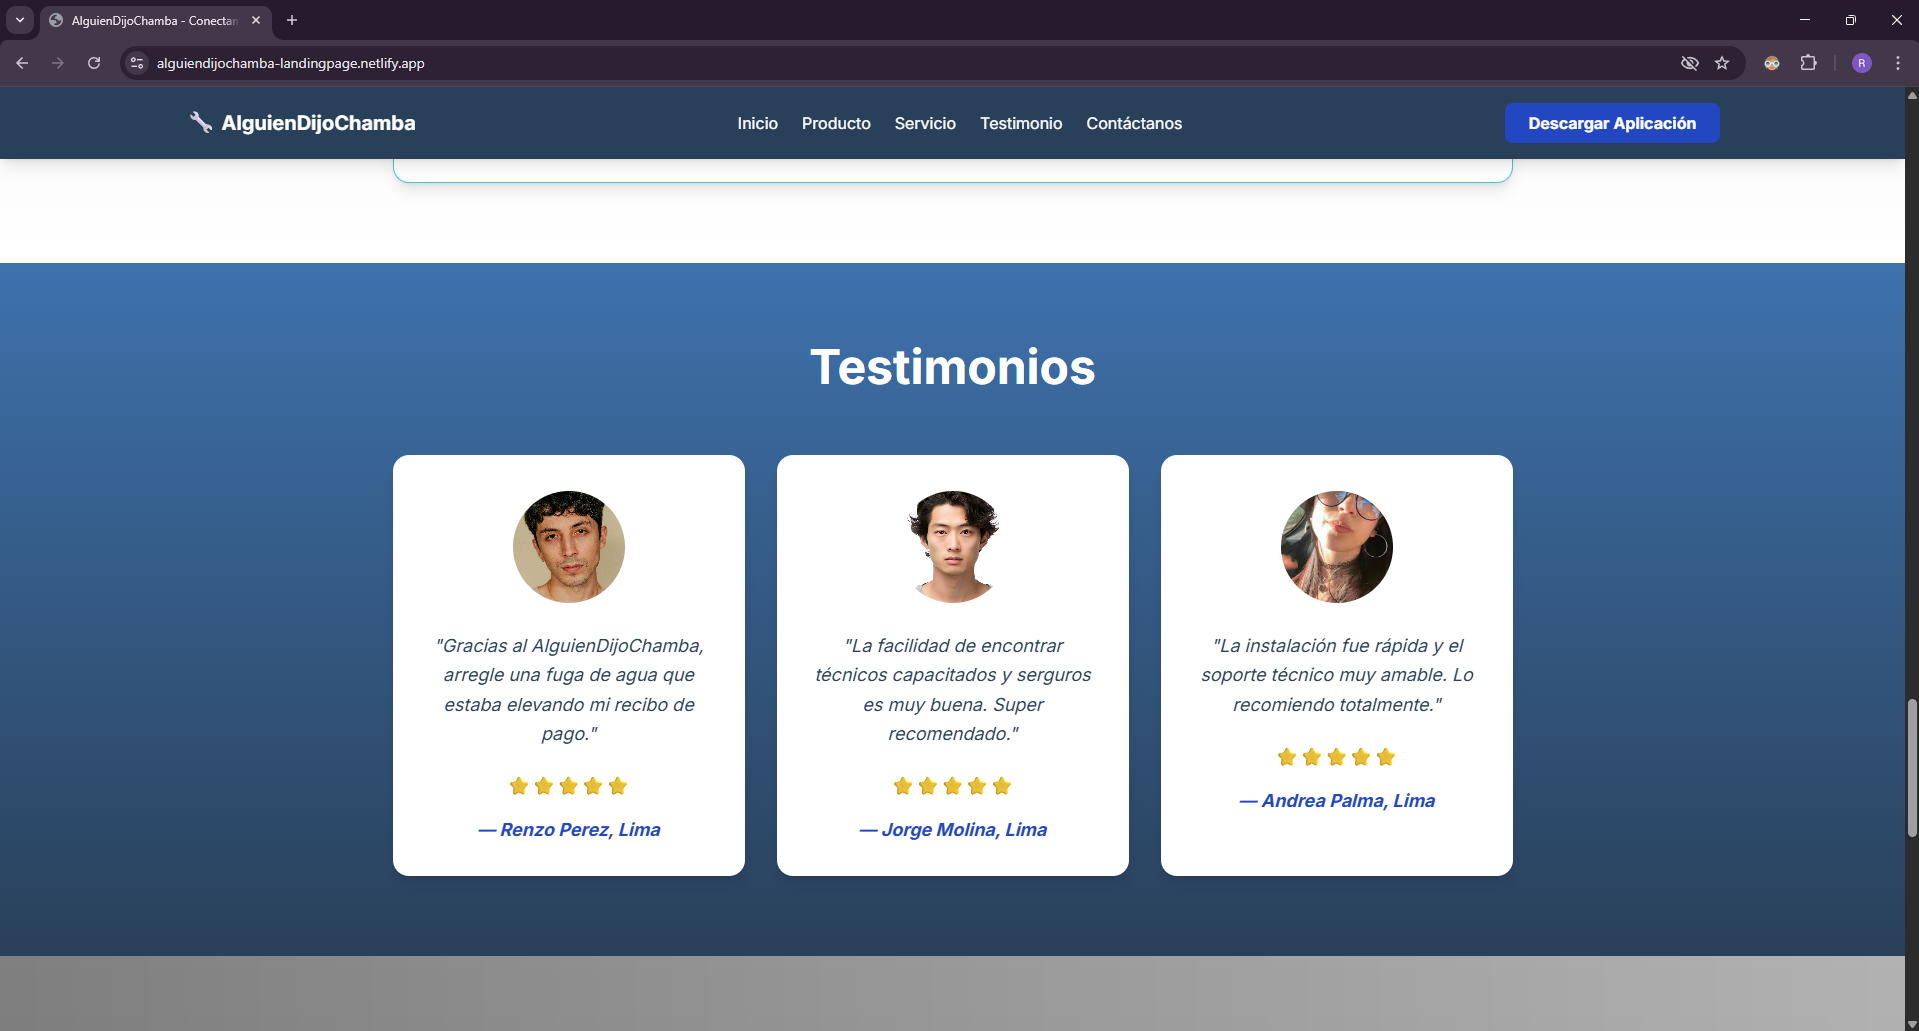 AlguienDijoChamba - Conectan
alguiendijochamba-landingpage.netlify.app
R
AlguienDijoChamba
Inicio
Producto
Servicio
Testimonio
Contáctanos
Descargar Aplicación
Testimonios
"Gracias al AlguienDijoChamba,
arregle una fuga de agua que
estaba elevando mi recibo de
pago."
— Renzo Perez, Lima
"La facilidad de encontrar
técnicos capacitados y serguros
es muy buena. Super
recomendado."
— Jorge Molina, Lima
"La instalación fue rápida y el
soporte técnico muy amable. Lo
recomiendo totalmente."
— Andrea Palma, Lima